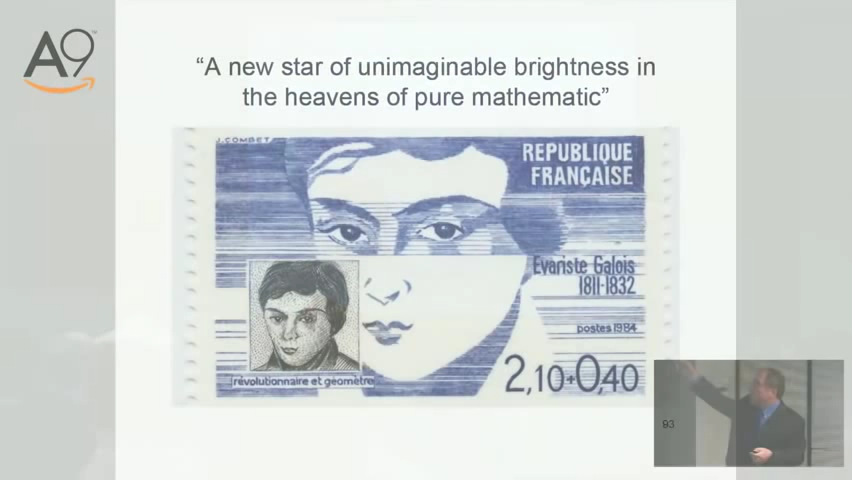 A9
“A new star of unimaginable brightness in
the heavens of pure mathematic”
J. COMBET
REPUBLIQUE
FRANÇAISE
Evariste Galois
1811-1832
postes 1984
révolutionnaire et géomètre
2,10+0,40
93